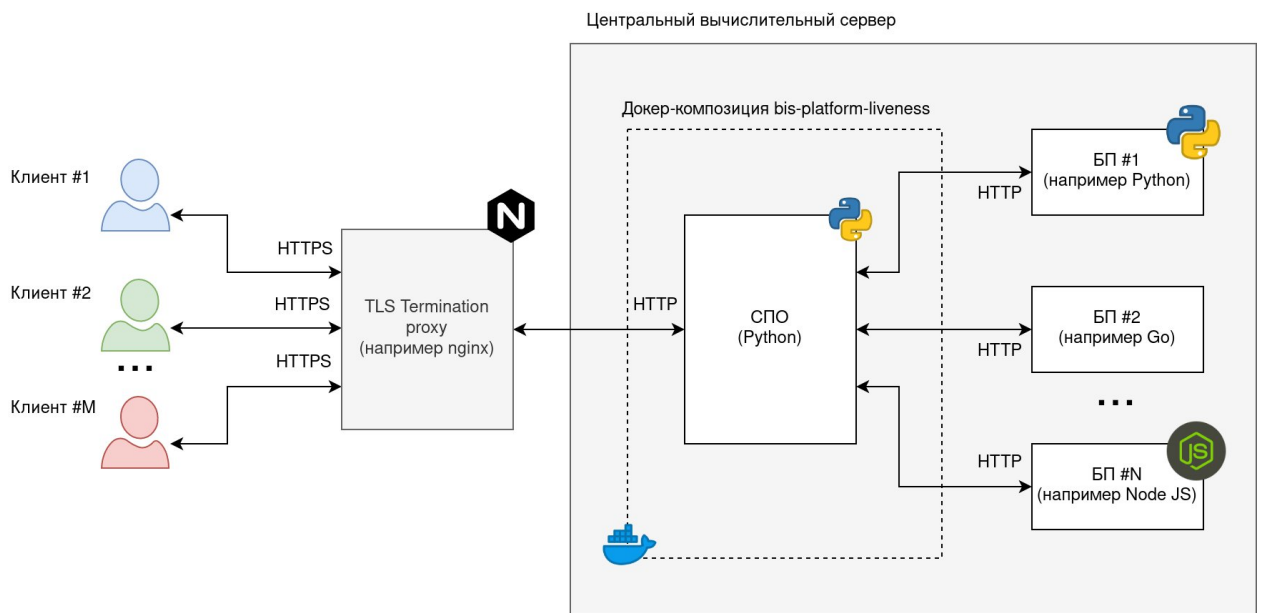 Центральный вычислительный сервер
Докер-композиция bis-platform-liveness
Клиент #1
HTTPS
Клиент #2
HTTPS
...
HTTPS
Клиент #M
N
TLS Termination
proxy
(например nginx)
HTTP
СПО
(Python)
HTTP
БП #1
(например Python)
HTTP
БП #2
(например Go)
...
HTTP
JS
БП #N
(например Node JS)